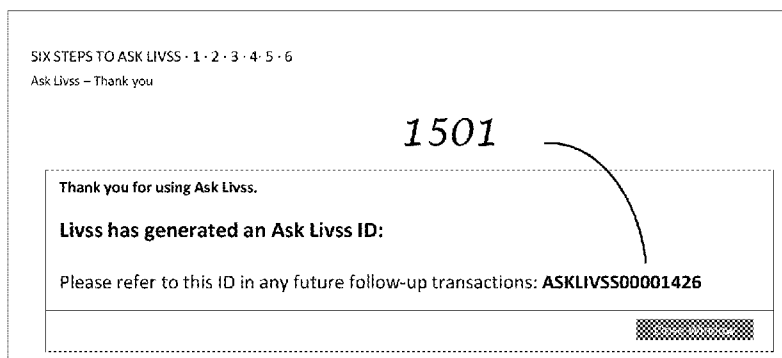 SIX STEPS TO ASK LIVSS · 1 · 2 · 3 · 4 · 5 · 6
Ask Livss – Thank you
1501
Thank you for using Ask Livss.
Livss has generated an Ask Livss ID:
Please refer to this ID in any future follow-up transactions: ASKLIVSS00001426